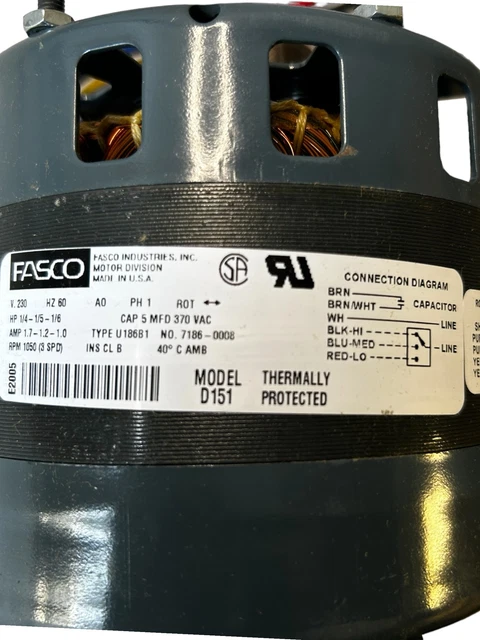 FASCO
FASCO INDUSTRIES, INC.
MOTOR DIVISION
MADE IN U.S.A.
V. 230 HZ 60 AO PH 1 ROT ↔
HP 1/4-1/5-1/6 CAP 5 MFD 370 VAC
AMP 1.7-1.2-1.0 TYPE U186B1 NO. 7186-0008
RPM 1050 (3 SPD) INS CL B 40° C AMB
E2005
MODEL THERMALLY
D151 PROTECTED
SA
CONNECTION DIAGRAM
BRN
BRN/WHT CAPACITOR
WH LINE
BLK-HI
BLU-MED LINE
RED-LO